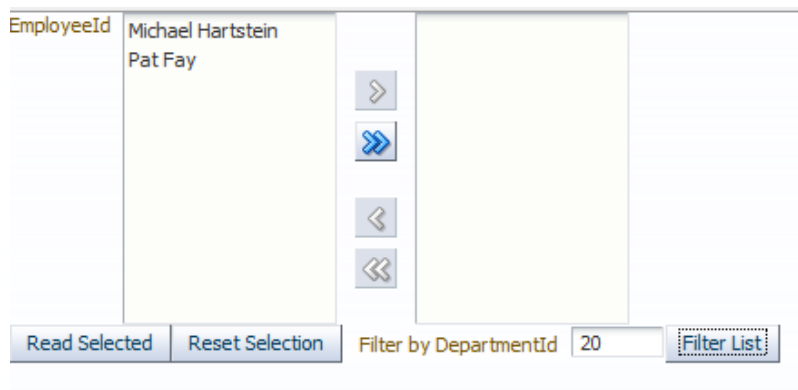 EmployeeId
Michael Hartstein
Pat Fay
Read Selected Reset Selection Filter by DepartmentId 20 Filter List